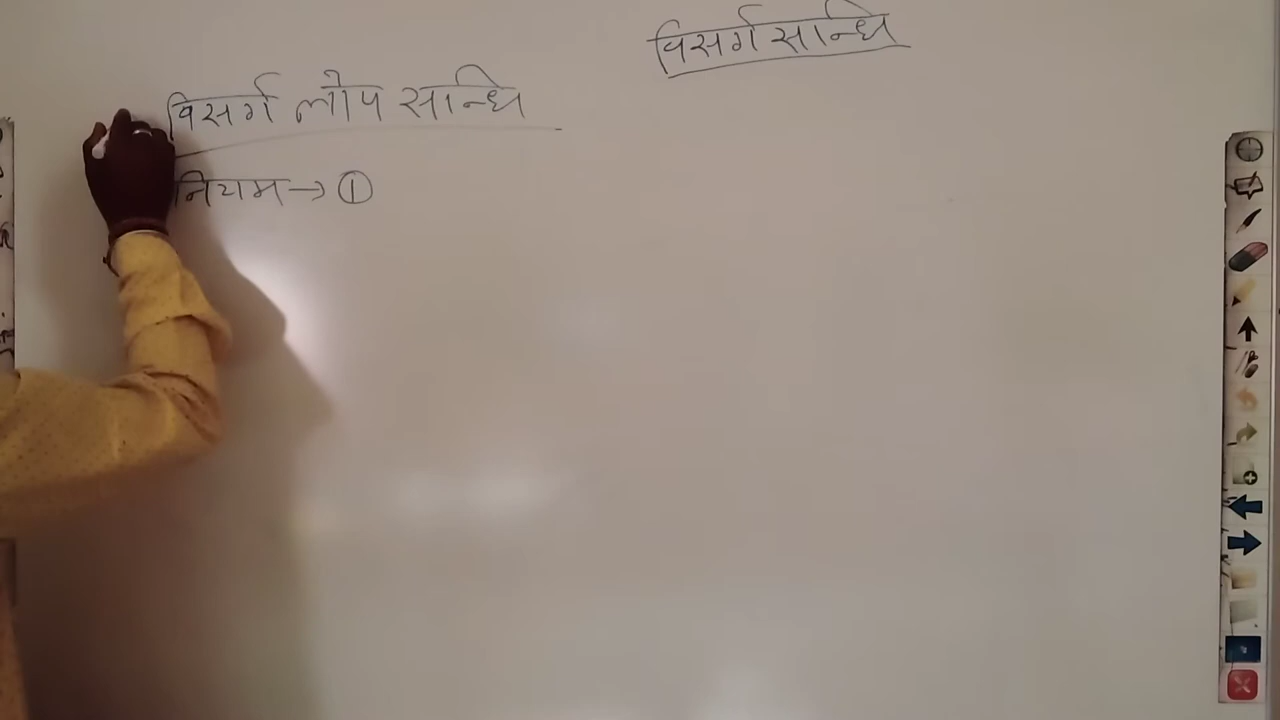 विसर्ग सन्धि
विसर्ग लोप सन्धि
नियम → ①